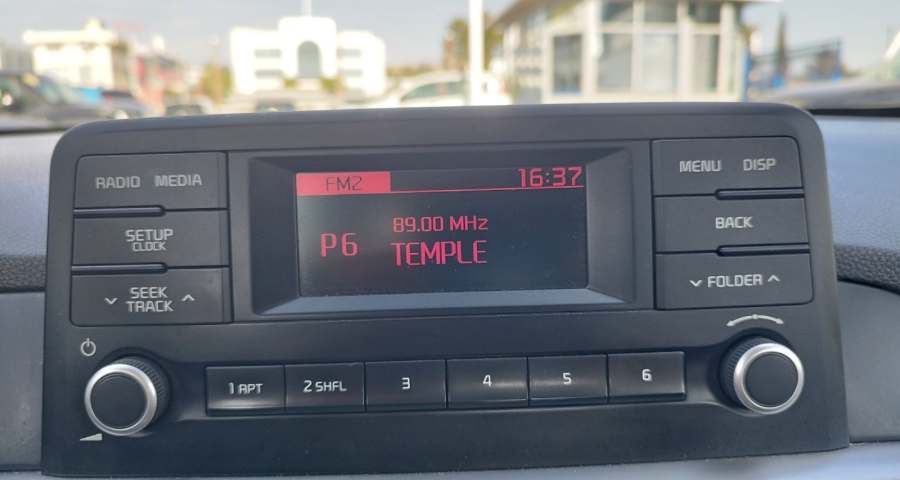 RADIO MEDIA
SETUP
CLOCK
SEEK
TRACK
FM2 16:37
P6
89.00 MHz
TEMPLE
MENU DISP
BACK
FOLDER
1 RPT 2 SHFL 3 4 5 6